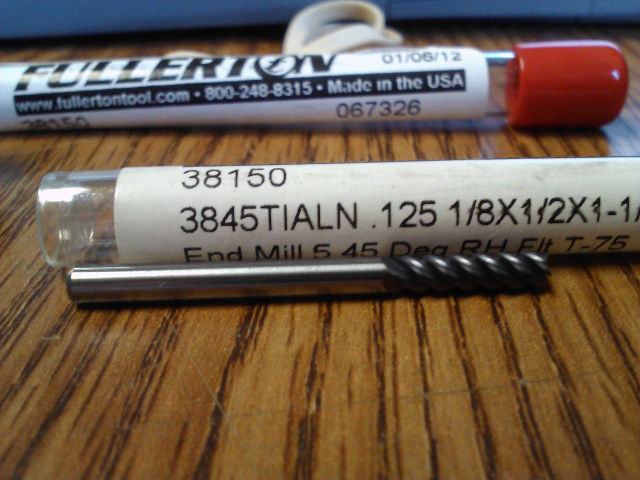 FULLERTON 01/06/12
www.fullertontool.com • 800-248-8315 • Made in the USA
38150 067326
38150
3845TIALN .125 1/8X1/2X1-1/
End Mill 5 45 Deg RH Flt T-75